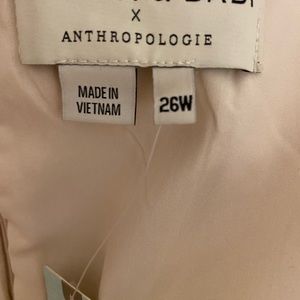 X
ANTHROPOLOGIE
MADE IN
VIETNAM
26W